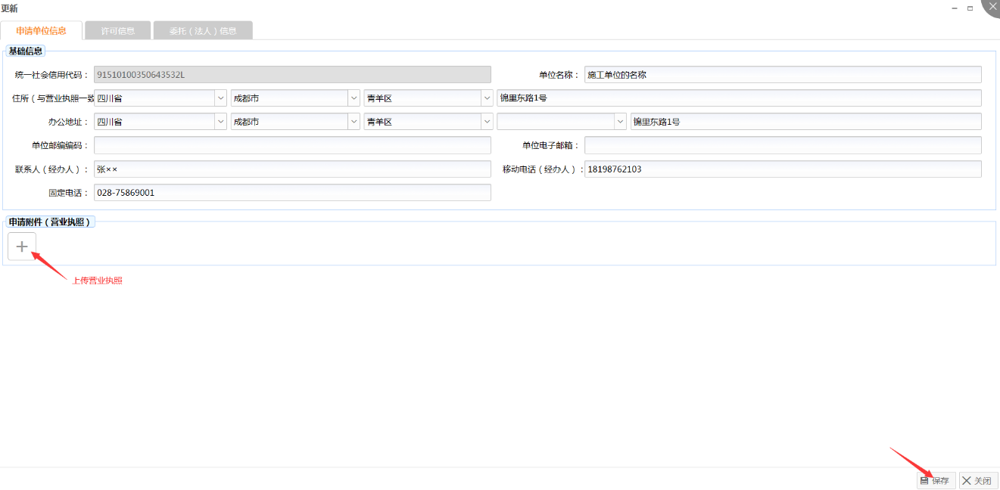 更新
申请单位信息 许可信息 委托（法人）信息
基础信息
统一社会信用代码： 91510100350643532L 单位名称： 施工单位的名称
住所（与营业执照一致 四川省 成都市 青羊区 锦里东路1号
办公地址： 四川省 成都市 青羊区 锦里东路1号
单位邮编编码： 单位电子邮箱：
联系人（经办人）： 张×× 移动电话（经办人）： 18198762103
固定电话： 028-75869001
申请附件（营业执照）
上传营业执照
保存 关闭